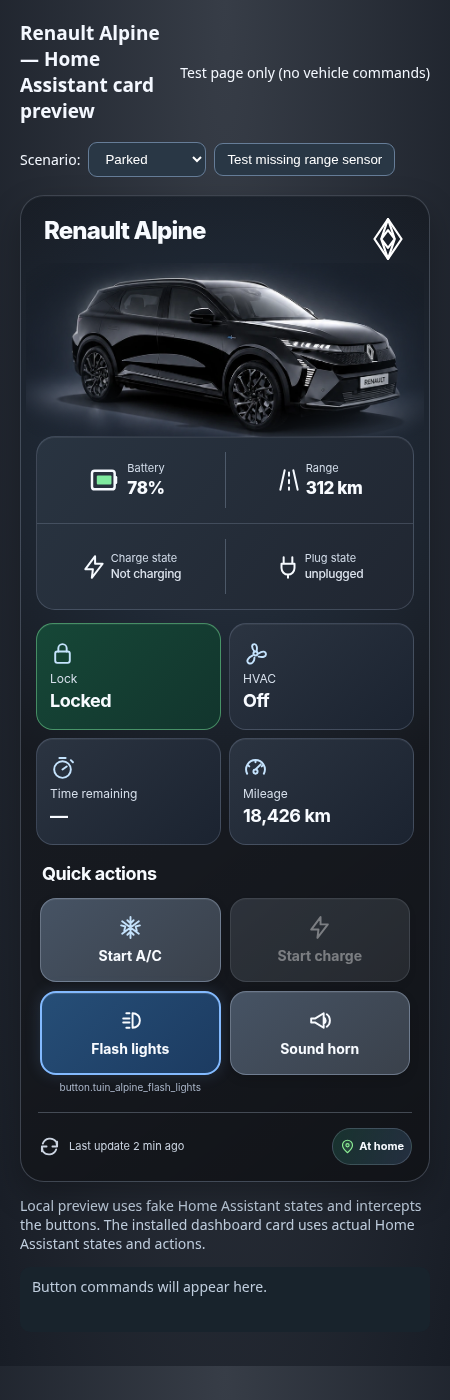 Renault Alpine
— Home
Assistant card
preview
Test page only (no vehicle commands)
Scenario:
Parked
Test missing range sensor
Renault Alpine
RENAULT
Battery
78%
Range
312 km
Charge state
Not charging
Plug state
unplugged
Lock
Locked
HVAC
Off
Time remaining
—
Mileage
18,426 km
Quick actions
Start A/C
Start charge
Flash lights
Sound horn
button.tuin_alpine_flash_lights
Last update 2 min ago
At home
Local preview uses fake Home Assistant states and intercepts
the buttons. The installed dashboard card uses actual Home
Assistant states and actions.
Button commands will appear here.